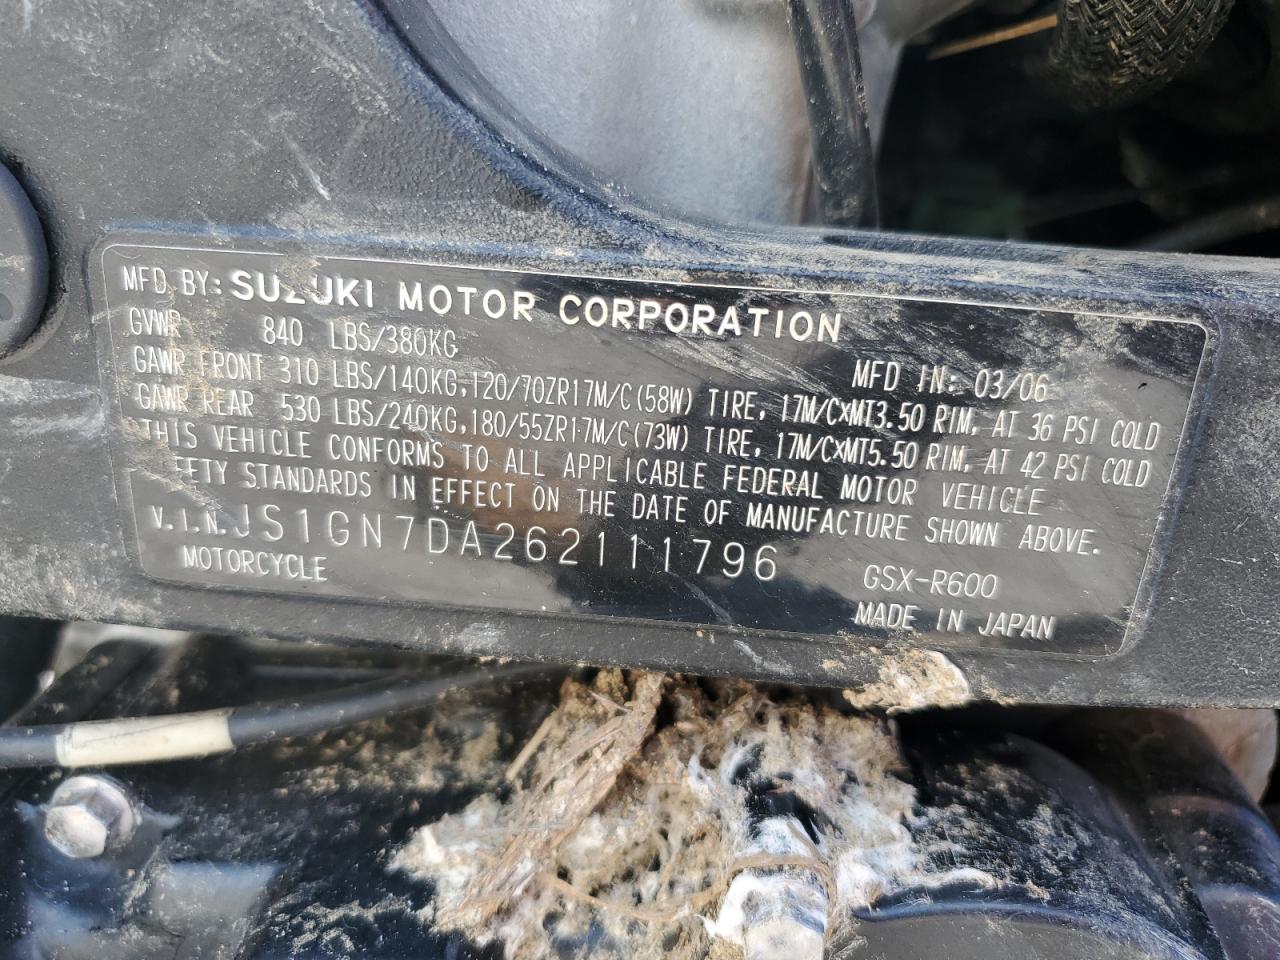 MFD. BY: SUZUKI MOTOR CORPORATION
GVWR 840 LBS/380KG MFD IN: 03/06
GAWR FRONT 310 LBS/140KG,120/70ZR17M/C(58W) TIRE, 17M/C×MT3.50 RIM, AT 36 PSI COLD
GAWR REAR 530 LBS/240KG,180/55ZR17M/C(73W) TIRE, 17M/C×MT5.50 RIM, AT 42 PSI COLD
THIS VEHICLE CONFORMS TO ALL APPLICABLE FEDERAL MOTOR VEHICLE
SAFETY STANDARDS IN EFFECT ON THE DATE OF MANUFACTURE SHOWN ABOVE.
V.I.N. JS1GN7DA262111796
MOTORCYCLE GSX-R600
MADE IN JAPAN